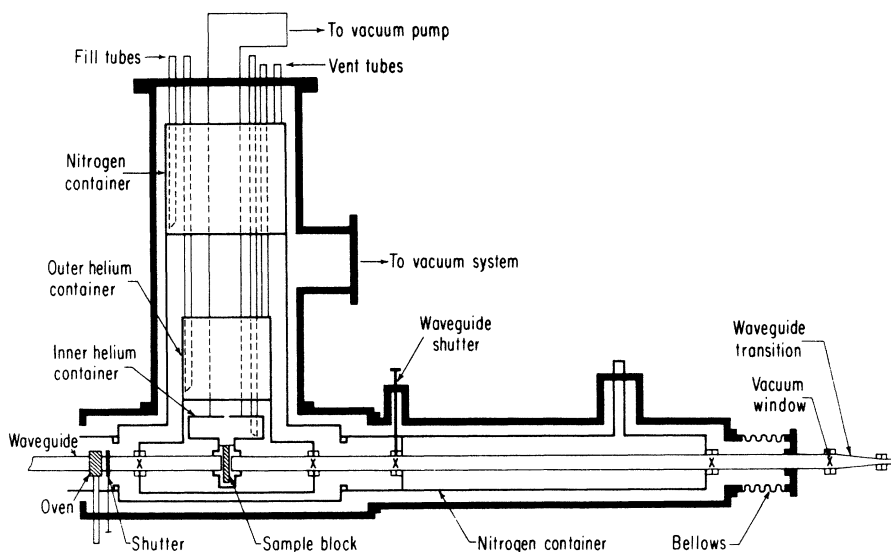 To vacuum pump
Fill tubes
Vent tubes
Nitrogen
container
Outer helium
container
To vacuum system
Inner helium
container
Waveguide
shutter
Waveguide
transition
Vacuum
window
Waveguide
Oven
Shutter
Sample block
Nitrogen container
Bellows